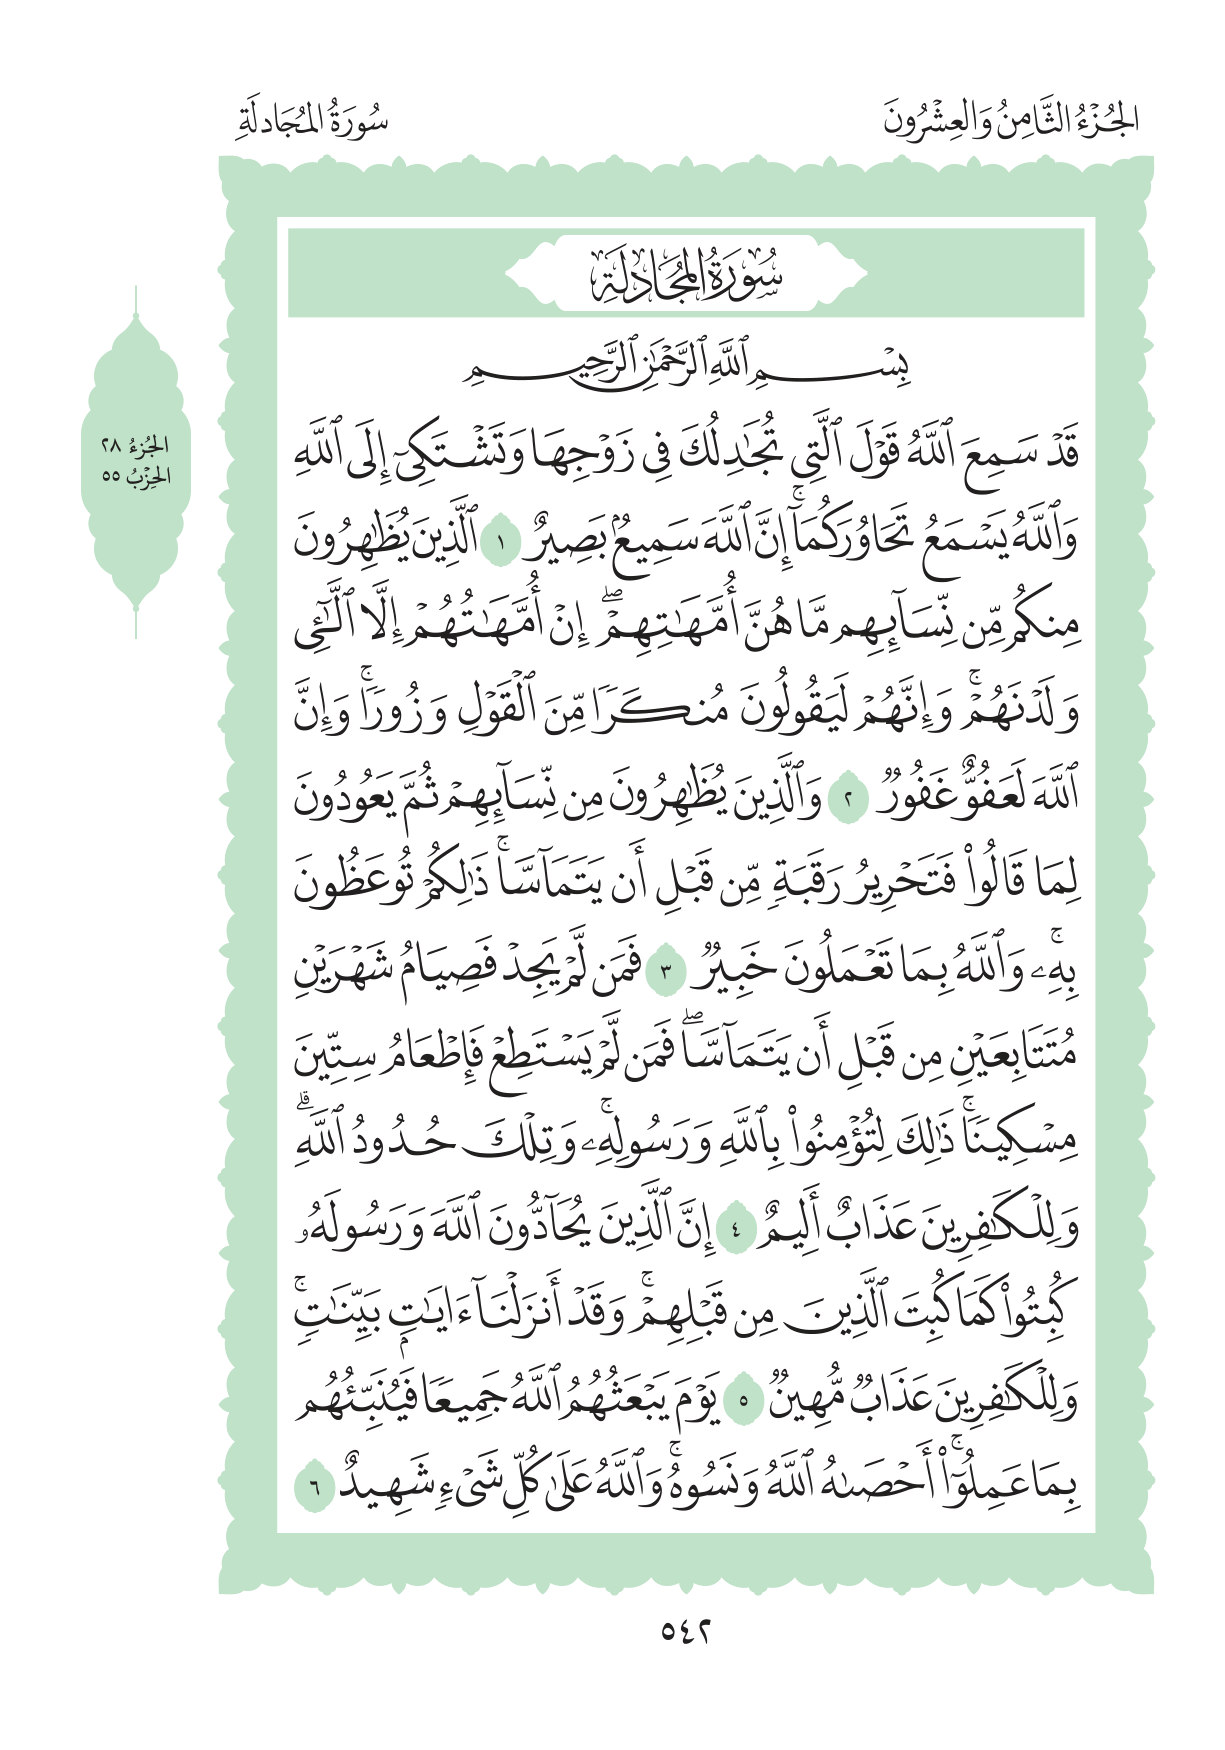 الجُزْءُ الثَّامِنُ وَالعِشْرُونَ
سُورَةُ المُجَادلَةِ
سُورَةُ المُجَادلَةِ
بِسْمِ ٱللَّهِ ٱلرَّحْمَٰنِ ٱلرَّحِيمِ
قَدْ سَمِعَ ٱللَّهُ قَوْلَ ٱلَّتِي تُجَٰدِلُكَ فِي زَوْجِهَا وَتَشْتَكِيٓ إِلَى ٱللَّهِ
وَٱللَّهُ يَسْمَعُ تَحَاوُرَكُمَآۚ إِنَّ ٱللَّهَ سَمِيعُۢ بَصِيرٌ ١ ٱلَّذِينَ يُظَٰهِرُونَ
مِنكُم مِّن نِّسَآئِهِم مَّا هُنَّ أُمَّهَٰتِهِمْۖ إِنْ أُمَّهَٰتُهُمْ إِلَّا ٱلَّٰٓـِٔي
وَلَدْنَهُمْۚ وَإِنَّهُمْ لَيَقُولُونَ مُنكَرٗا مِّنَ ٱلْقَوْلِ وَزُورٗاۚ وَإِنَّ
ٱللَّهَ لَعَفُوٌّ غَفُورٞ ٢ وَٱلَّذِينَ يُظَٰهِرُونَ مِن نِّسَآئِهِمْ ثُمَّ يَعُودُونَ
لِمَا قَالُواْ فَتَحْرِيرُ رَقَبَةٖ مِّن قَبْلِ أَن يَتَمَآسَّاۚ ذَٰلِكُمْ تُوعَظُونَ
بِهِۦۚ وَٱللَّهُ بِمَا تَعْمَلُونَ خَبِيرٞ ٣ فَمَن لَّمْ يَجِدْ فَصِيَامُ شَهْرَيْنِ
مُتَتَابِعَيْنِ مِن قَبْلِ أَن يَتَمَآسَّاۖ فَمَن لَّمْ يَسْتَطِعْ فَإِطْعَامُ سِتِّينَ
مِسْكِينٗاۚ ذَٰلِكَ لِتُؤْمِنُواْ بِٱللَّهِ وَرَسُولِهِۦۚ وَتِلْكَ حُدُودُ ٱللَّهِۗ
وَلِلْكَٰفِرِينَ عَذَابٌ أَلِيمٌ ٤ إِنَّ ٱلَّذِينَ يُحَآدُّونَ ٱللَّهَ وَرَسُولَهُۥ
كُبِتُواْ كَمَا كُبِتَ ٱلَّذِينَ مِن قَبْلِهِمْۚ وَقَدْ أَنزَلْنَآ ءَايَٰتِۭ بَيِّنَٰتٖۚ
وَلِلْكَٰفِرِينَ عَذَابٞ مُّهِينٞ ٥ يَوْمَ يَبْعَثُهُمُ ٱللَّهُ جَمِيعٗا فَيُنَبِّئُهُم
بِمَا عَمِلُوٓاْۚ أَحْصَىٰهُ ٱللَّهُ وَنَسُوهُۚ وَٱللَّهُ عَلَىٰ كُلِّ شَيْءٖ شَهِيدٌ ٦
الجُزءُ ٢٨
الحِزْبُ ٥٥
٥٤٢